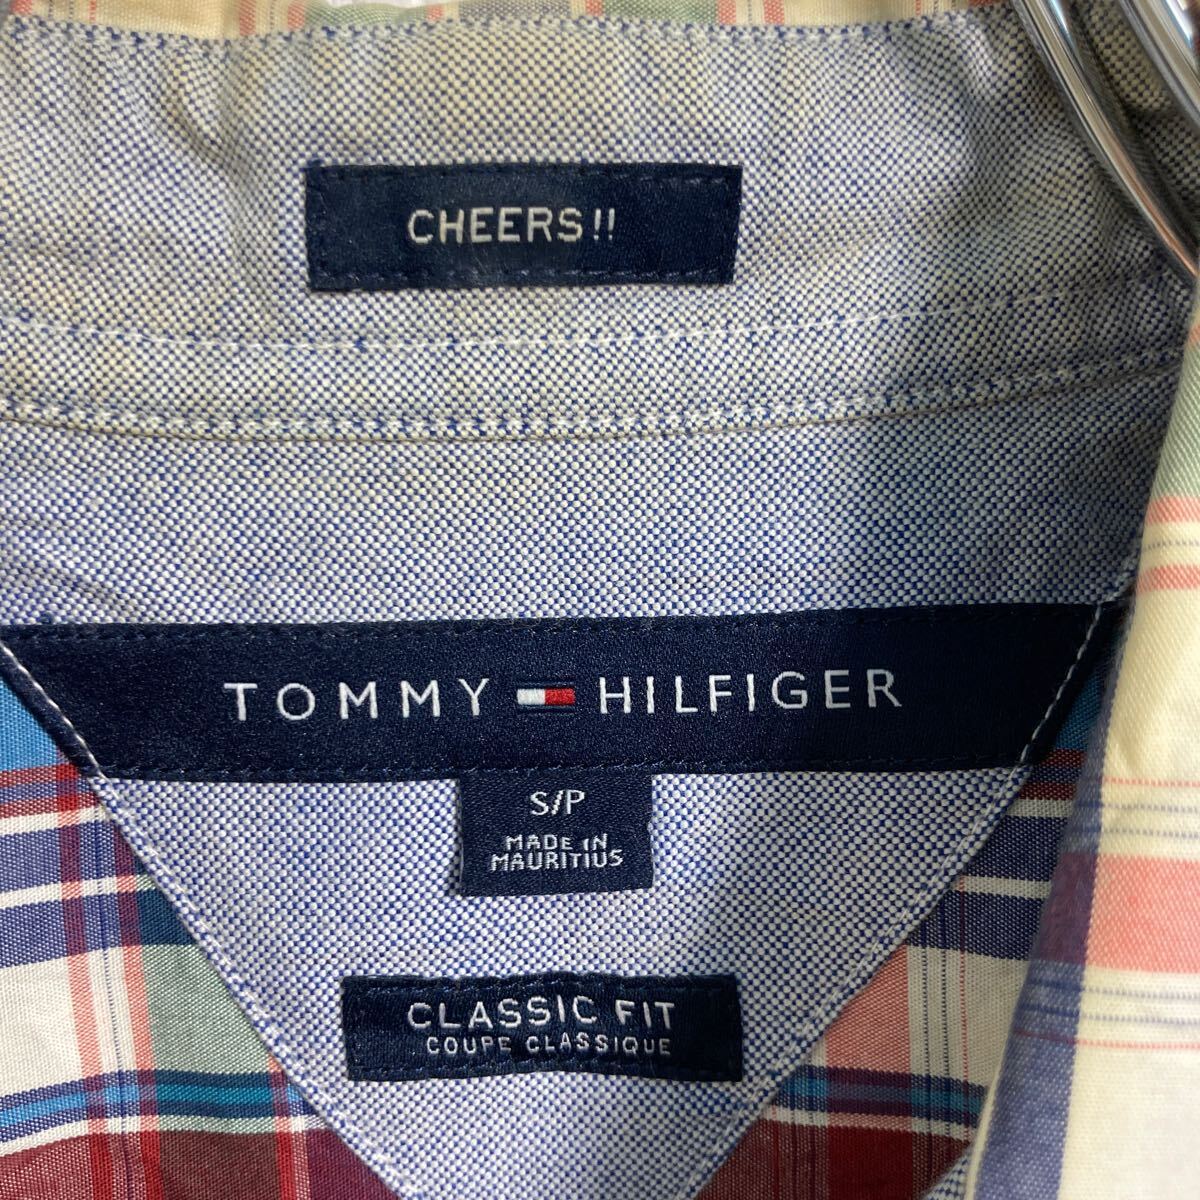 CHEERS!!
TOMMY HILFIGER
S/P
MADE IN
MAURITIUS
CLASSIC FIT
COUPE CLASSIQUE